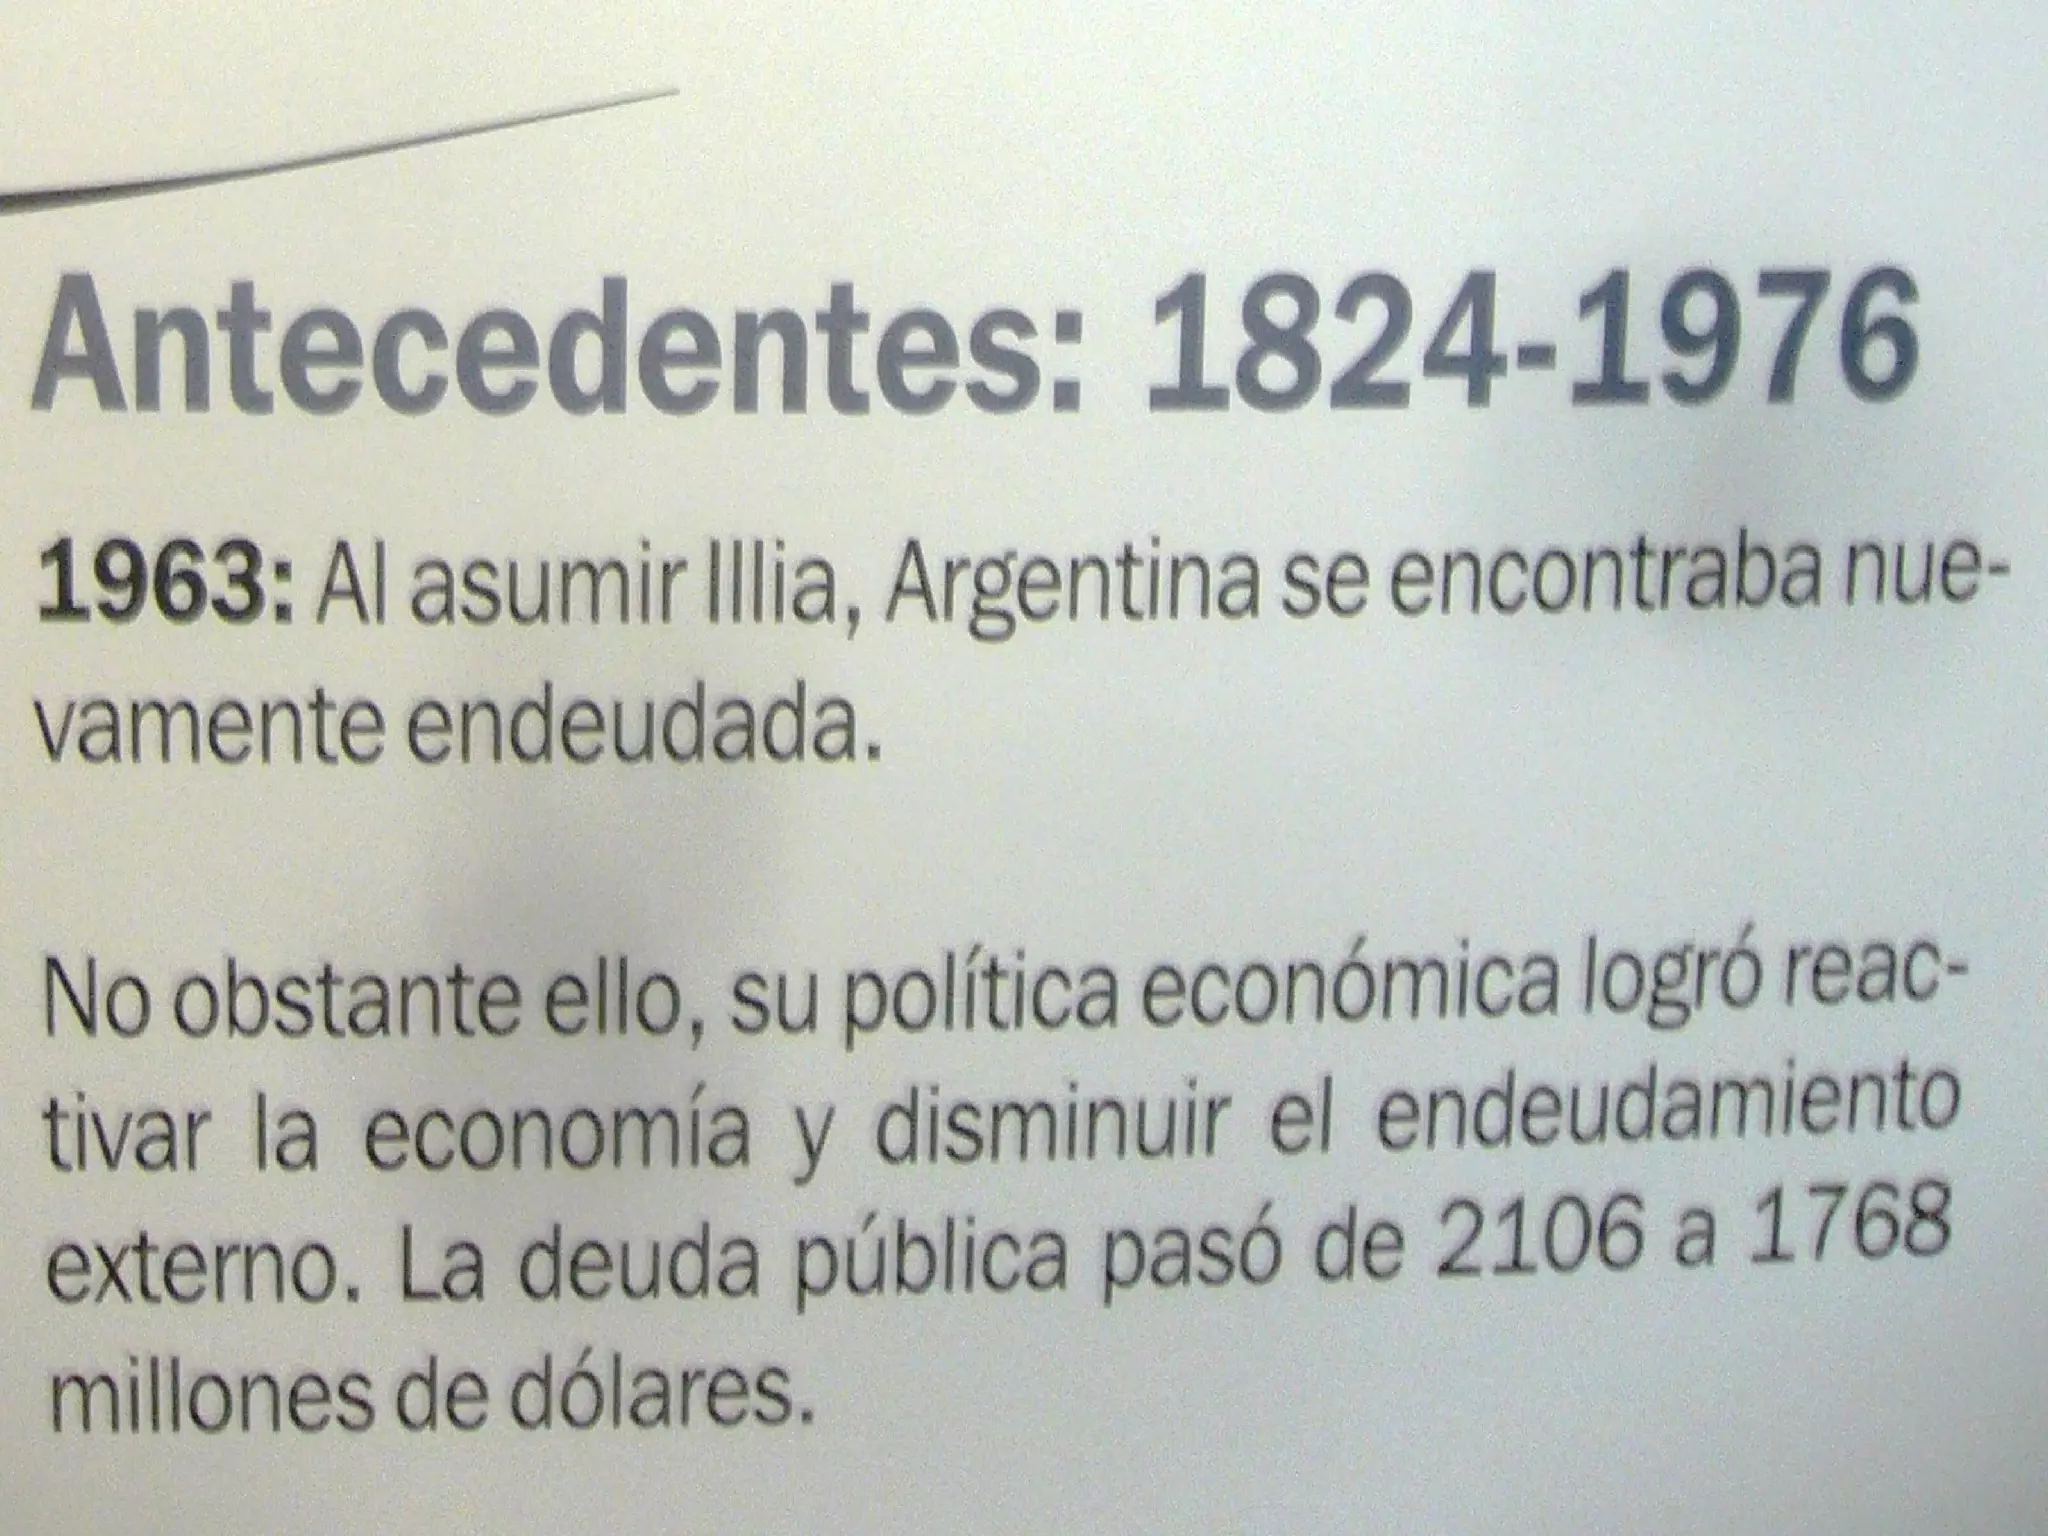 Antecedentes: 1824-1976
1963: Al asumir Illia, Argentina se encontraba nue-
vamente endeudada.
No obstante ello, su política económica logró reac-
tivar la economía y disminuir el endeudamiento
externo. La deuda pública pasó de 2106 a 1768
millones de dólares.